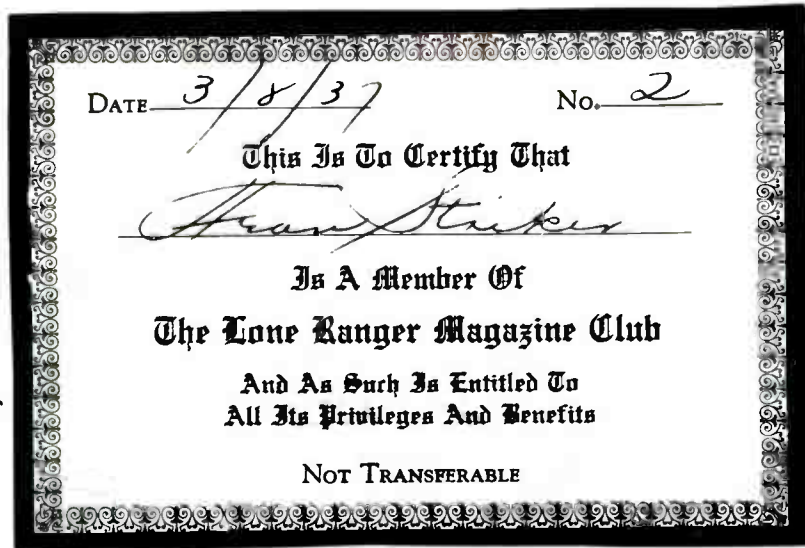 DATE 3/8/37 No. 2
This Is To Certify That
Fran Striker
Is A Member Of
The Lone Ranger Magazine Club
And As Such Is Entitled To
All Its Privileges And Benefits
NOT TRANSFERABLE